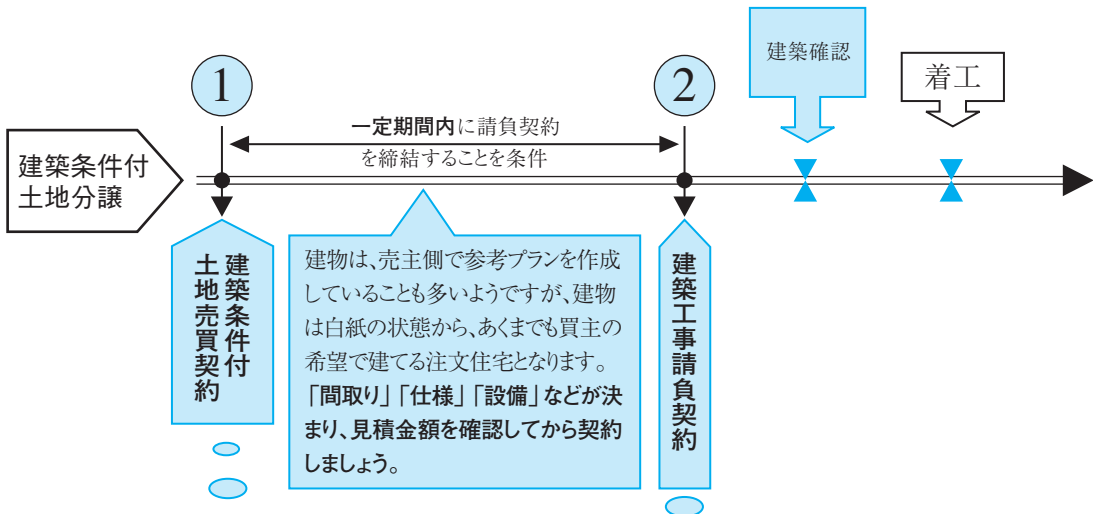 建築条件付
土地分譲
1
一定期間内に請負契約
を締結することを条件
2
建築確認
着工
建築条件付
土地売買契約
建物は、売主側で参考プランを作成
していることも多いようですが、建物
は白紙の状態から、あくまでも買主の
希望で建てる注文住宅となります。
「間取り」「仕様」「設備」などが決
まり、見積金額を確認してから契約
しましょう。
建築工事請負契約